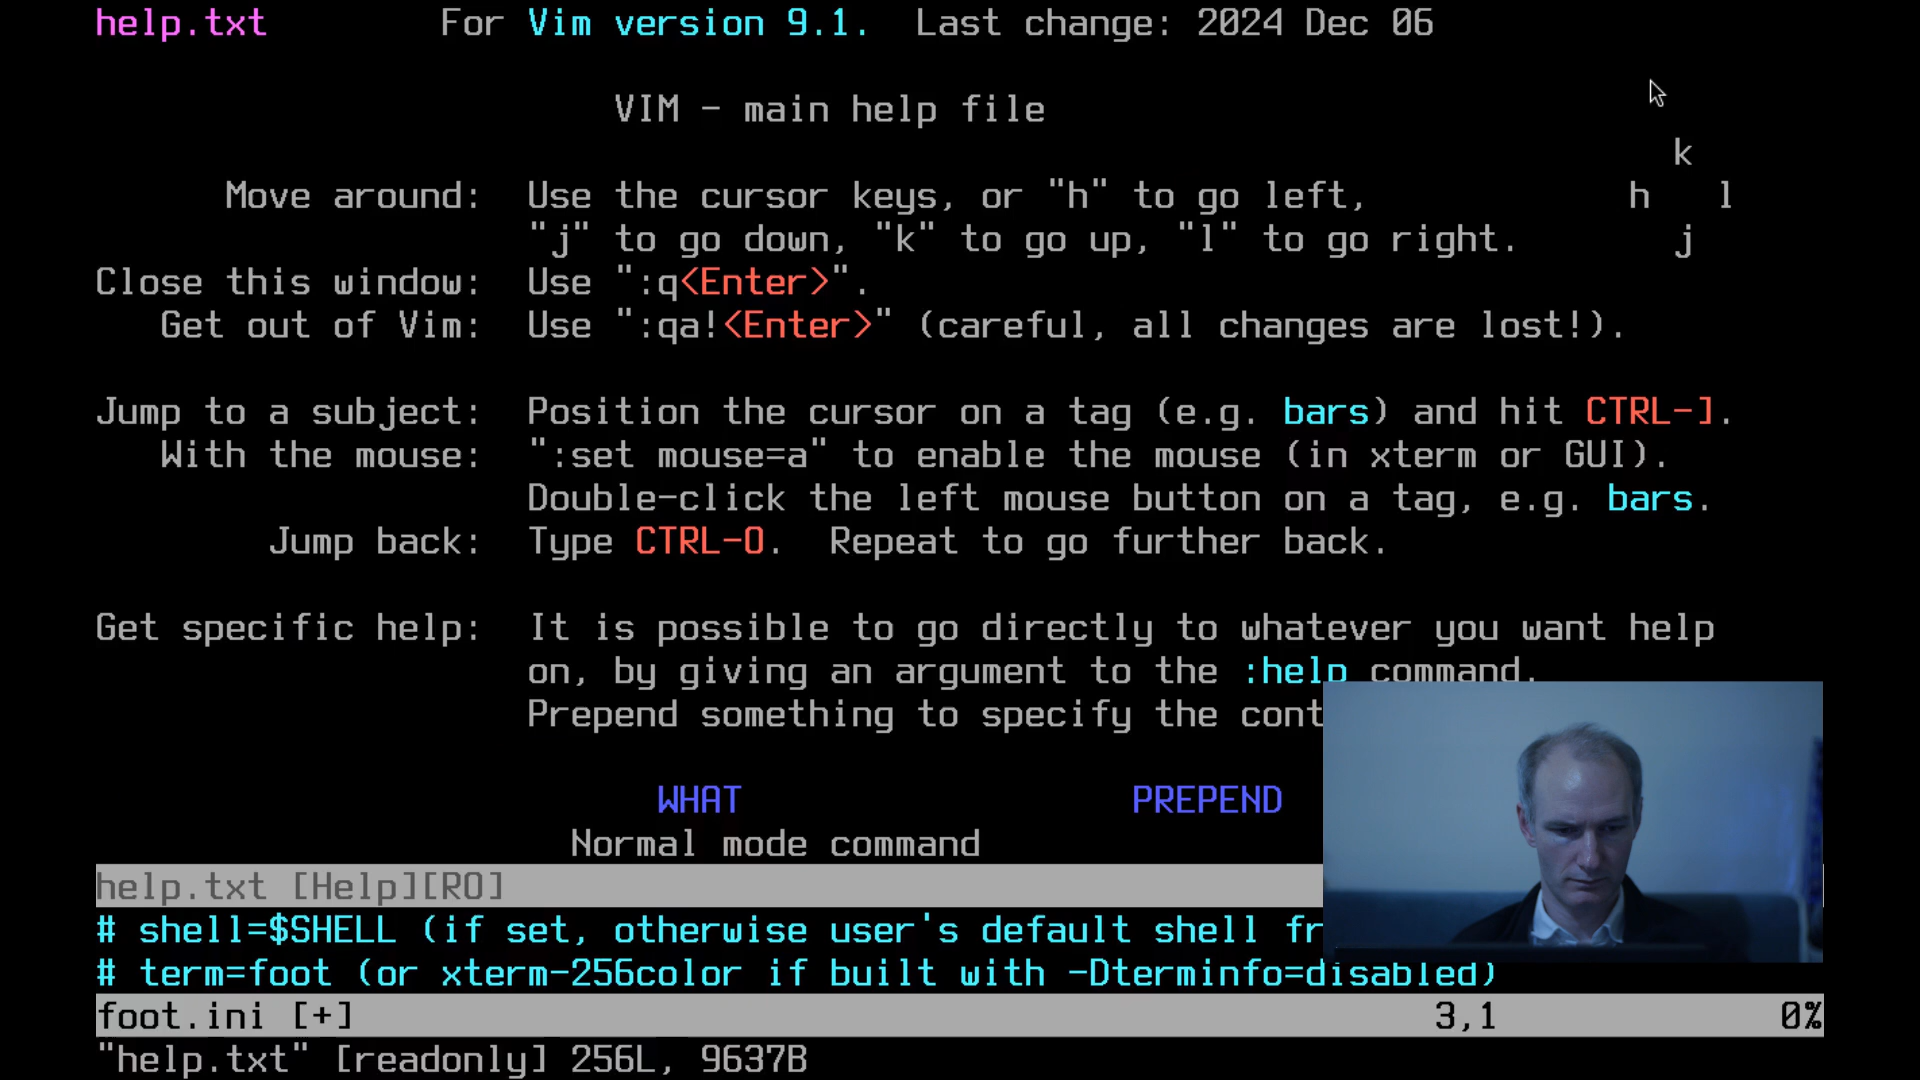 help.txt For Vim version 9.1. Last change: 2024 Dec 06
VIM - main help file
k
Move around: Use the cursor keys, or "h" to go left, h l
"j" to go down, "k" to go up, "l" to go right. j
Close this window: Use ":q<Enter>".
Get out of Vim: Use ":qa!<Enter>" (careful, all changes are lost!).
Jump to a subject: Position the cursor on a tag (e.g. bars) and hit CTRL-].
With the mouse: ":set mouse=a" to enable the mouse (in xterm or GUI).
Double-click the left mouse button on a tag, e.g. bars.
Jump back: Type CTRL-O. Repeat to go further back.
Get specific help: It is possible to go directly to whatever you want help
on, by giving an argument to the :help command.
Prepend something to specify the cont
WHAT PREPEND
Normal mode command
help.txt [Help][RO]
# shell=$SHELL (if set, otherwise user's default shell fr
# term=foot (or xterm-256color if built with -Dterminfo=disabled)
foot.ini [+] 3,1 0%
"help.txt" [readonly] 256L, 9637B